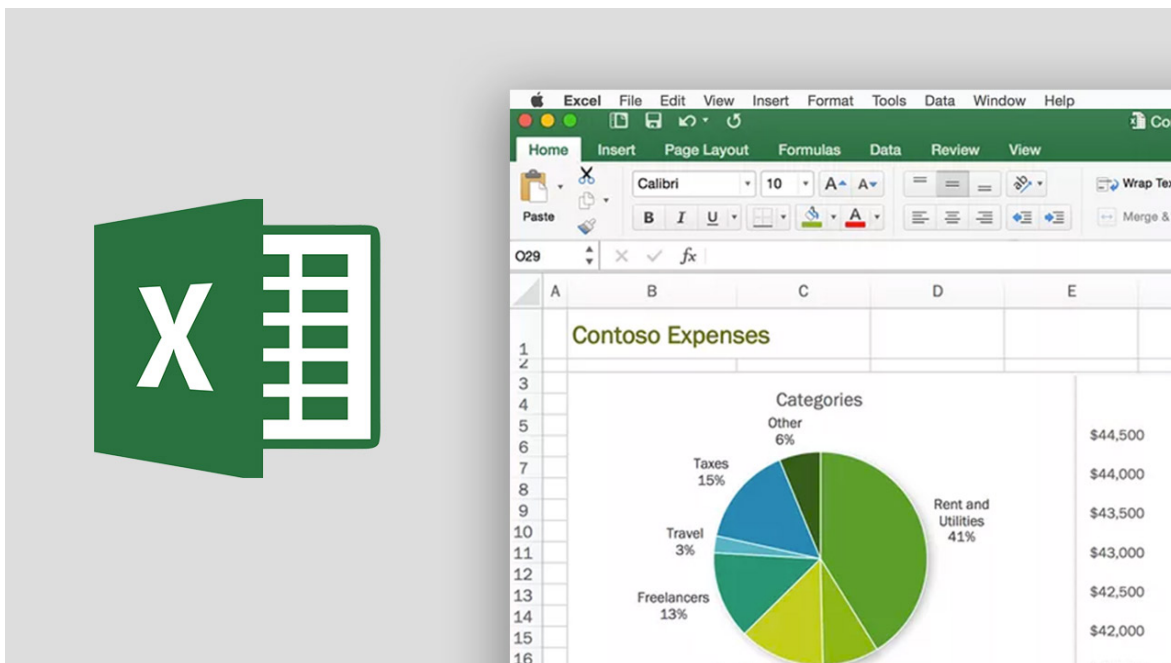 X
Excel File Edit View Insert Format Tools Data Window Help
Home Insert Page Layout Formulas Data Review View
Calibri 10 A A
Wrap
Paste
B I U A
Merge &
O29 fx
A B C D E
1 Contoso Expenses
2
3
4
5
6
7
8
9
10
11
12
13
14
15
16
Categories
Other
6%
Taxes
15%
Rent and
Utilities
41%
Travel
3%
Freelancers
13%
$44,500
$44,000
$43,500
$43,000
$42,500
$42,000